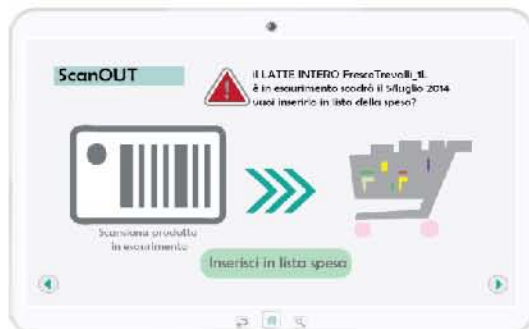 ScanOUT
il LATTE INTERO FrescoTrevalli_1L
è in esaurimento scadrà il 5/luglio 2014
vuoi inserirlo in lista della spesa?
Scansiona prodotto
in esaurimento
Inserisci in lista spesa